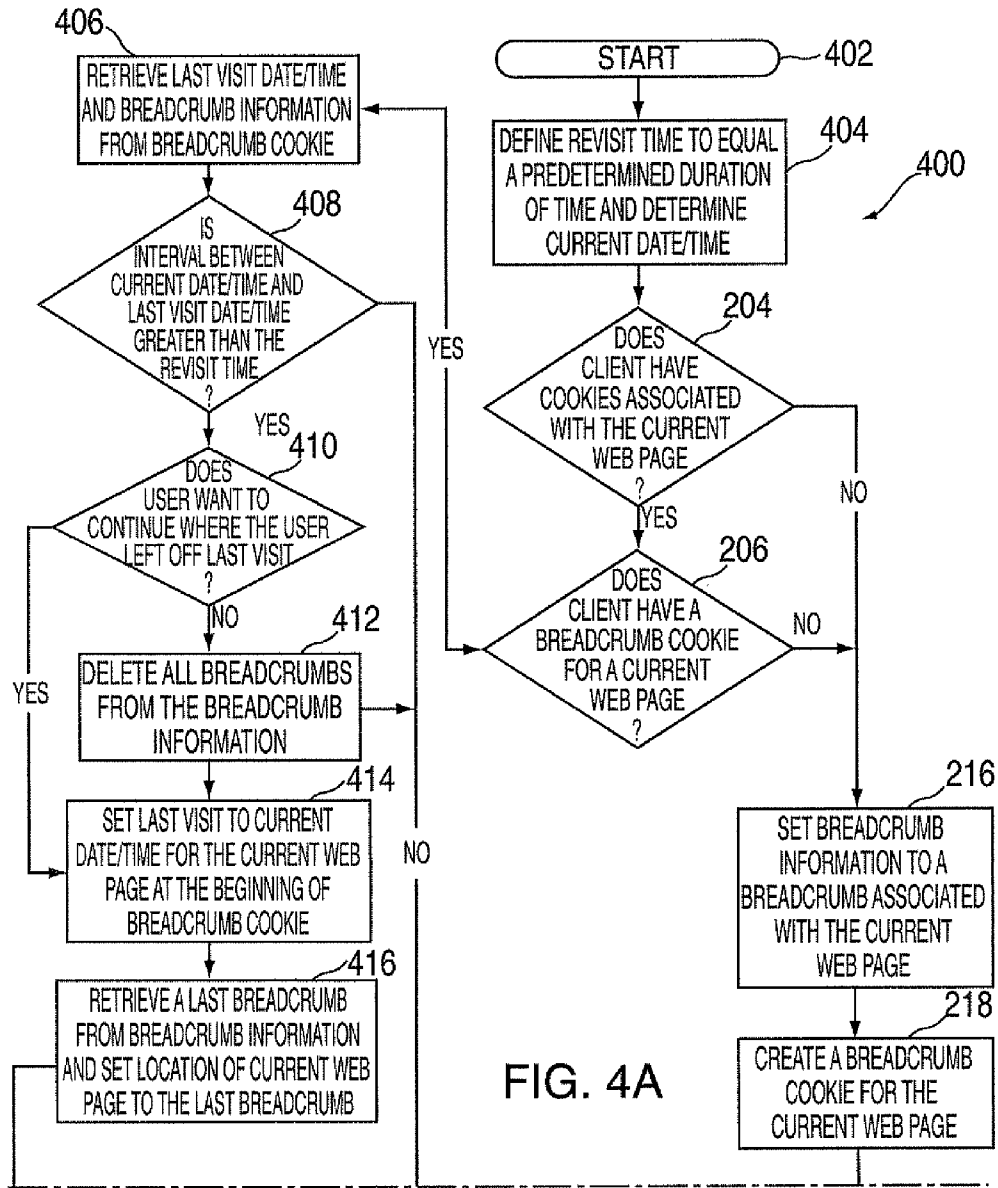 406
RETRIEVE LAST VISIT DATE/TIME
AND BREADCRUMB INFORMATION
FROM BREADCRUMB COOKIE
408
IS
INTERVAL BETWEEN
CURRENT DATE/TIME AND
LAST VISIT DATE/TIME
GREATER THAN THE
REVISIT TIME
?
YES
410
DOES
USER WANT TO
CONTINUE WHERE THE USER
LEFT OFF LAST VISIT
?
NO
YES
412
DELETE ALL BREADCRUMBS
FROM THE BREADCRUMB
INFORMATION
414
SET LAST VISIT TO CURRENT
DATE/TIME FOR THE CURRENT WEB
PAGE AT THE BEGINNING OF
BREADCRUMB COOKIE
NO
416
RETRIEVE A LAST BREADCRUMB
FROM BREADCRUMB INFORMATION
AND SET LOCATION OF CURRENT WEB
PAGE TO THE LAST BREADCRUMB
START
402
DEFINE REVISIT TIME TO EQUAL
A PREDETERMINED DURATION
OF TIME AND DETERMINE
CURRENT DATE/TIME
404
400
204
DOES
CLIENT HAVE
COOKIES ASSOCIATED
WITH THE CURRENT
WEB PAGE
?
YES
NO
YES
206
DOES
CLIENT HAVE A
BREADCRUMB COOKIE
FOR A CURRENT
WEB PAGE
?
NO
216
SET BREADCRUMB
INFORMATION TO A
BREADCRUMB ASSOCIATED
WITH THE CURRENT
WEB PAGE
218
CREATE A BREADCRUMB
COOKIE FOR THE
CURRENT WEB PAGE
FIG. 4A